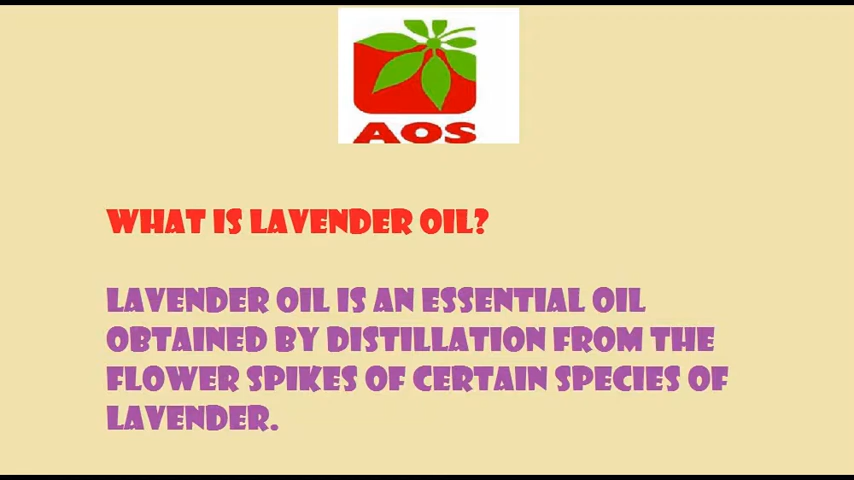 AOS
WHAT IS LAVENDER OIL?
LAVENDER OIL IS AN ESSENTIAL OIL
OBTAINED BY DISTILLATION FROM THE
FLOWER SPIKES OF CERTAIN SPECIES OF
LAVENDER.